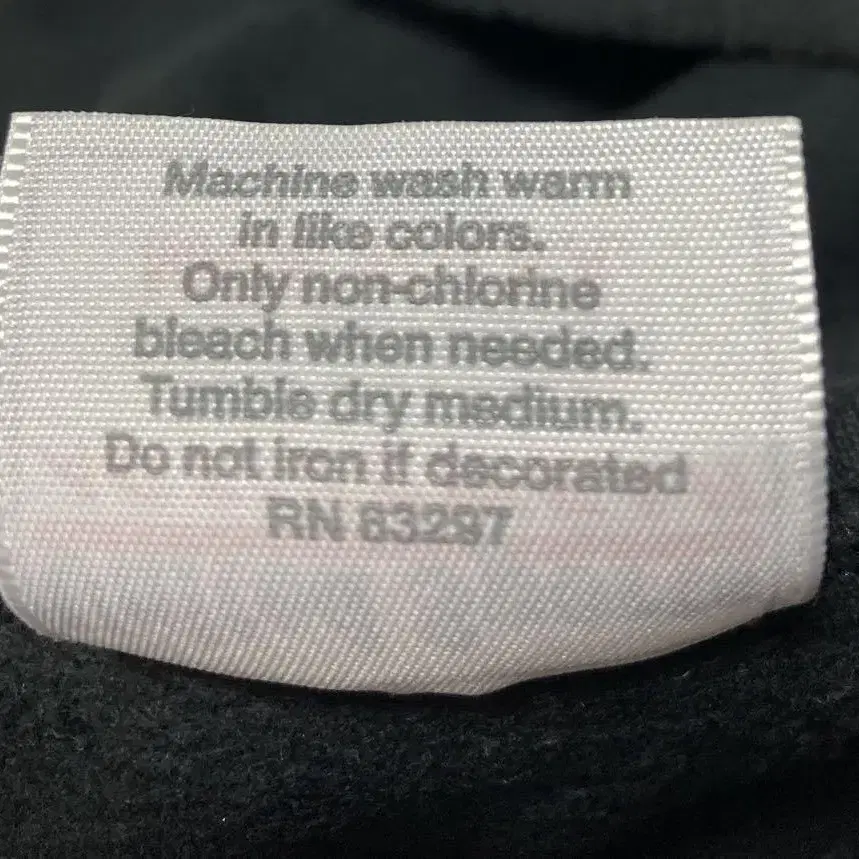 Machine wash warm
in like colors.
Only non-chlorine
bleach when needed.
Tumble dry medium.
Do not iron if decorated
RN 63297